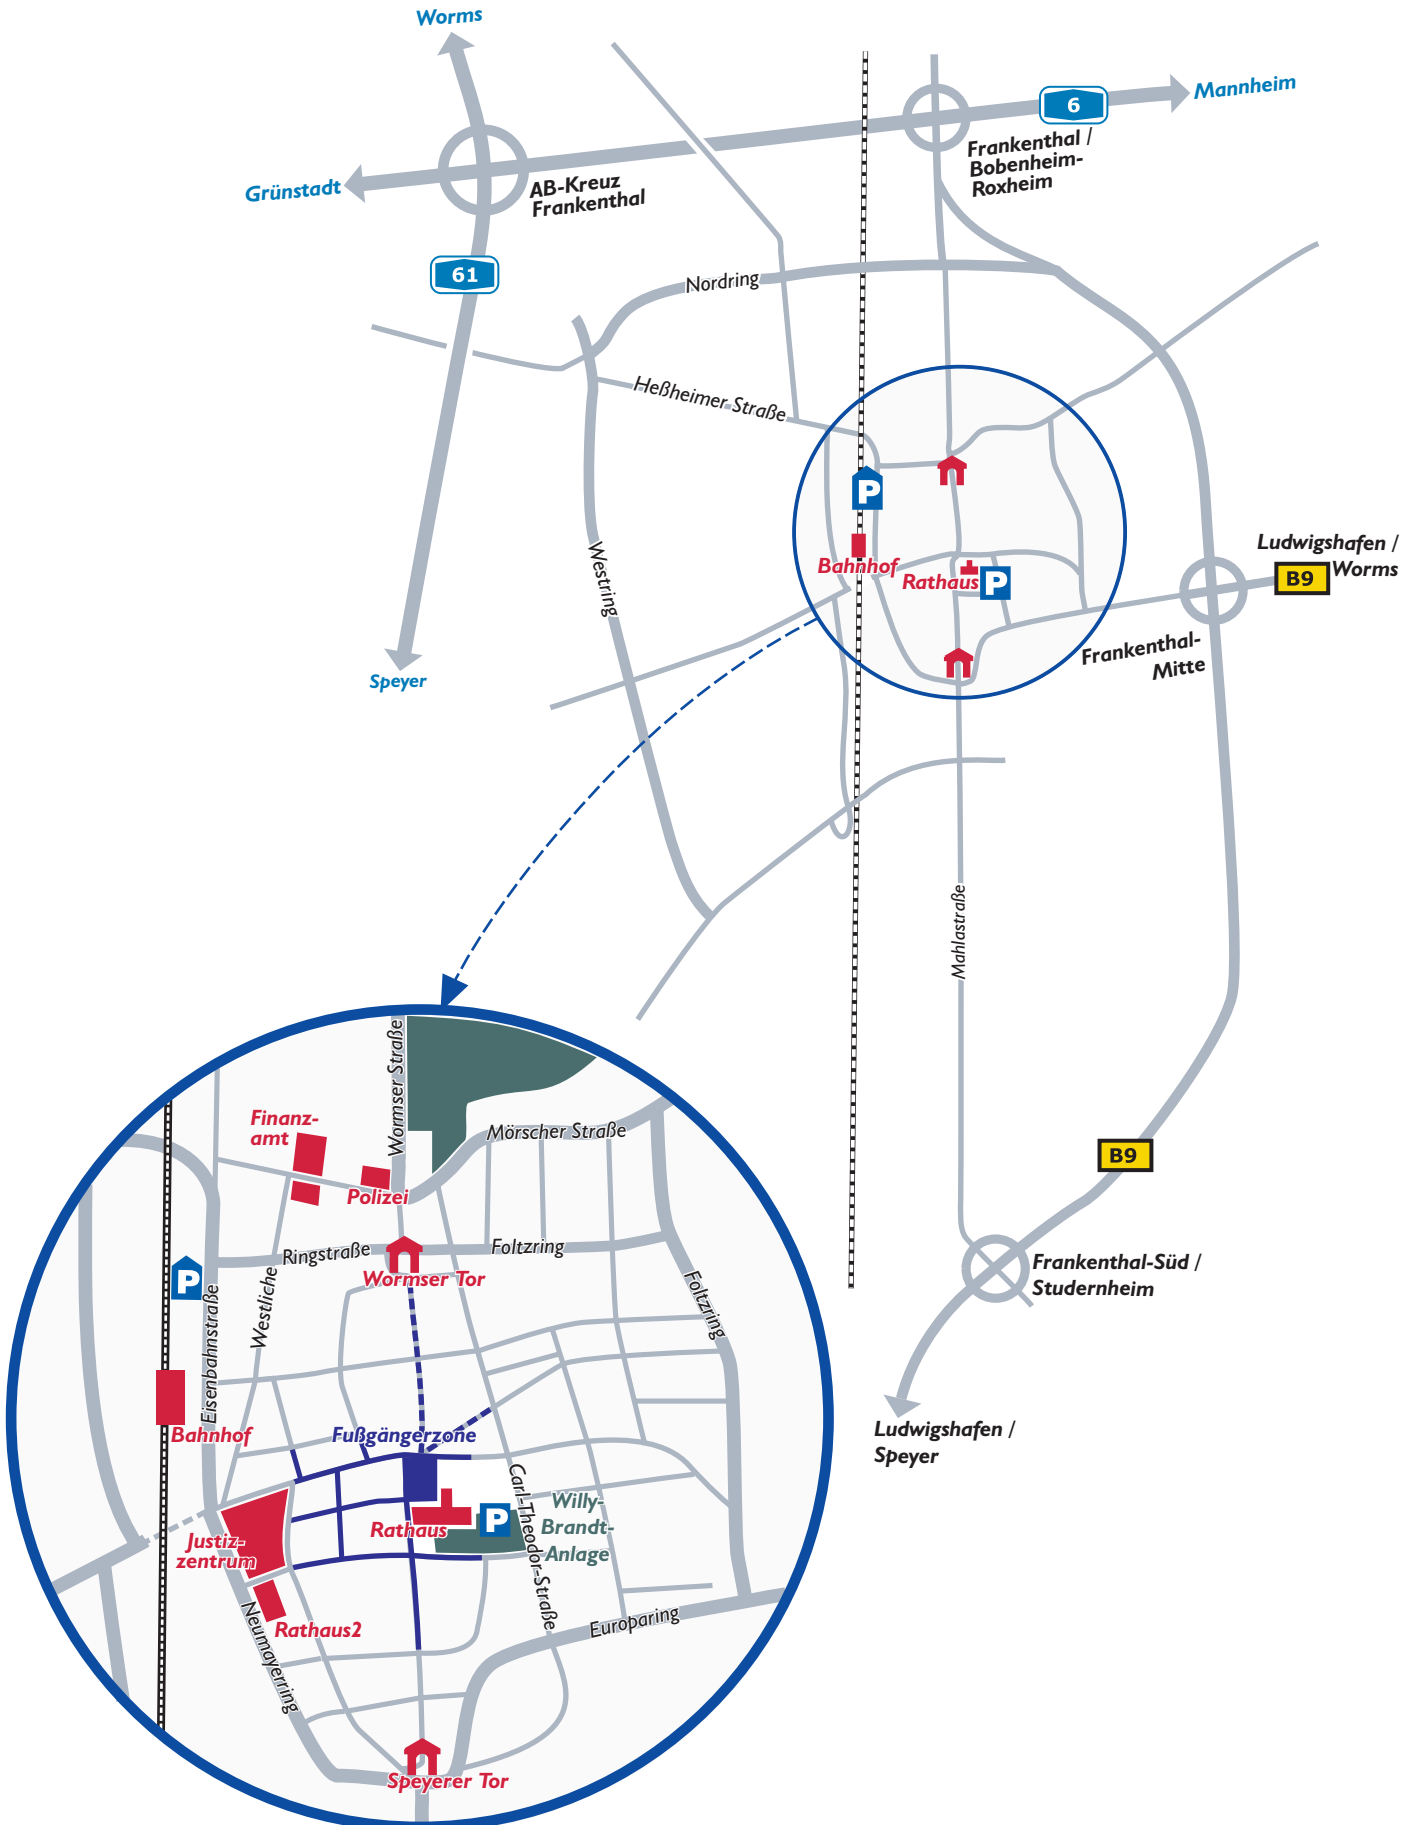 Worms
6
Mannheim
Frankenthal /
Bobenheim-
Roxheim
Grünstadt
AB-Kreuz
Frankenthal
61
Nordring
Heßheimer Straße
P
Ludwigshafen /
Worms
B9
Bahnhof
Rathaus
P
Westring
Frankenthal-
Mitte
Speyer
Mahlastraße
Wormser Straße
Finanz-
amt
Mörscher Straße
B9
Polizei
Ringstraße
Foltzring
Wormser Tor
P
Frankenthal-Süd /
Studernheim
Westliche
Foltzring
Eisenbahnstraße
Bahnhof
Fußgängerzone
Ludwigshafen /
Speyer
Carl-Theodor-Straße
Willy-
Brandt-
Anlage
P
Rathaus
Justiz-
zentrum
Rathaus2
Neumayerring
Europaring
Speyerer Tor